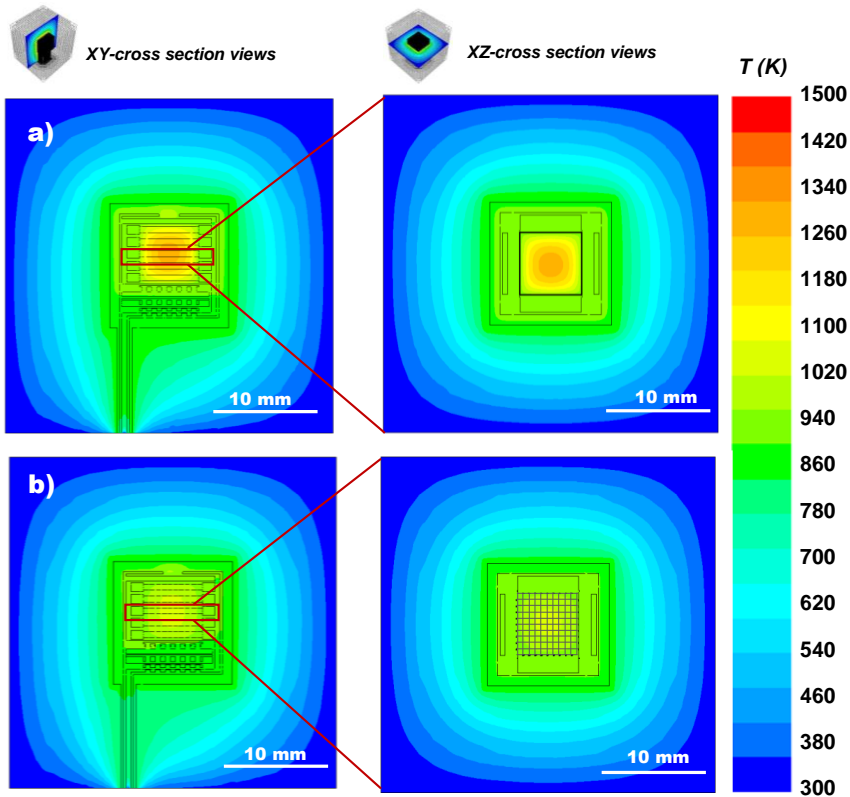 XY-cross section views
XZ-cross section views
T (K)
a)
10 mm
10 mm
b)
10 mm
10 mm
1500
1420
1340
1260
1180
1100
1020
940
860
780
700
620
540
460
380
300